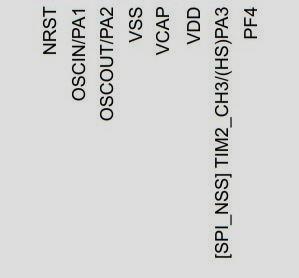 NRST
OSCIN/PA1
OSCOUT/PA2
VSS
VCAP
VDD
[SPI_NSS] TIM2_CH3/(HS)PA3
PF4